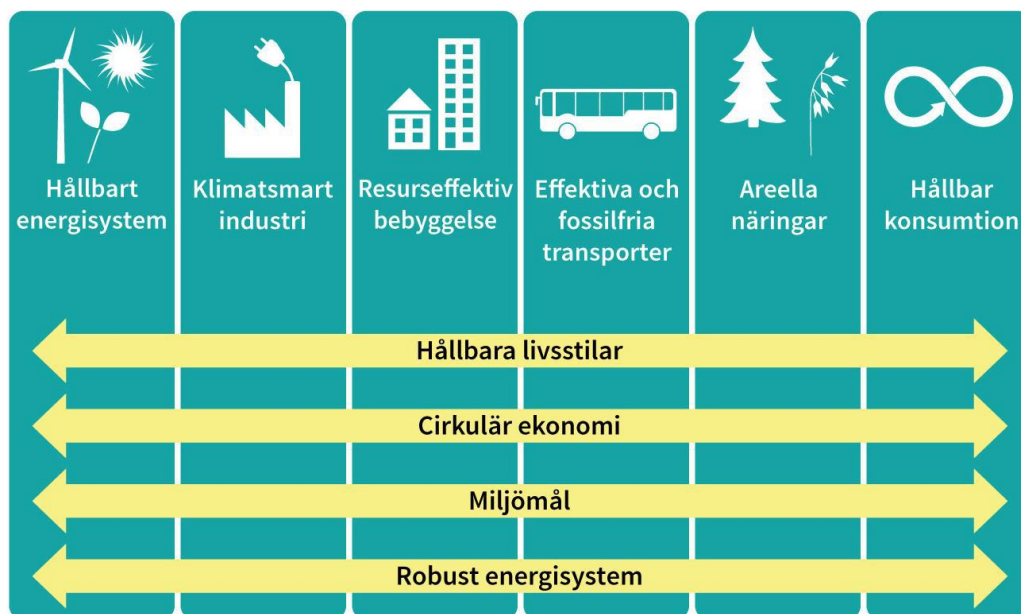 Hållbart
energisystem
Klimatsmart
industri
Resurseffektiv
bebyggelse
Effektiva och
fossilfria
transporter
Areella
näringar
Hållbar
konsumtion
Hållbara livsstilar
Cirkulär ekonomi
Miljömål
Robust energisystem